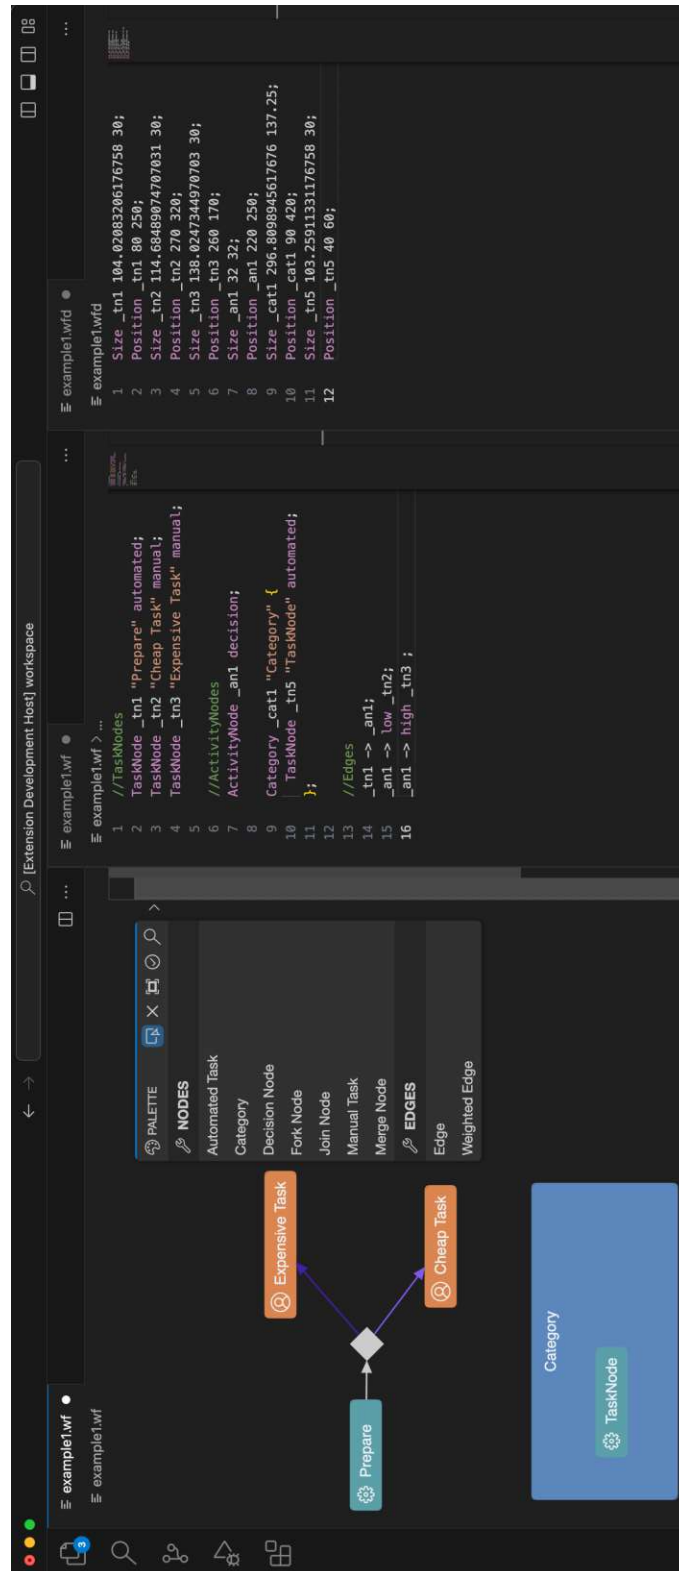 [Extension Development Host] workspace
3
example1.wf
example1.wf
PALETTE
NODES
Automated Task
Category
Decision Node
Fork Node
Join Node
Manual Task
Merge Node
EDGES
Edge
Weighted Edge
Prepare
Expensive Task
Cheap Task
Category
TaskNode
example1.wf
example1.wf > ...
1 //TaskNodes
2 TaskNode _tn1 "Prepare" automated;
3 TaskNode _tn2 "Cheap Task" manual;
4 TaskNode _tn3 "Expensive Task" manual;
5
6 //ActivityNodes
7 ActivityNode _an1 decision;
8
9 Category _cat1 "Category" {
10 TaskNode _tn5 "TaskNode" automated;
11 };
12
13 //Edges
14 _tn1 -> _an1;
15 _an1 -> low _tn2;
16 _an1 -> high _tn3 ;
example1.wfd
example1.wfd
1 Size _tn1 104.02083206176758 30;
2 Position _tn1 80 250;
3 Size _tn2 114.68489074707031 30;
4 Position _tn2 270 320;
5 Size _tn3 138.0247344970703 30;
6 Position _tn3 260 170;
7 Size _an1 32 32;
8 Position _an1 220 250;
9 Size _cat1 296.8098945617676 137.25;
10 Position _cat1 90 420;
11 Size _tn5 103.25911331176758 30;
12 Position _tn5 40 60;